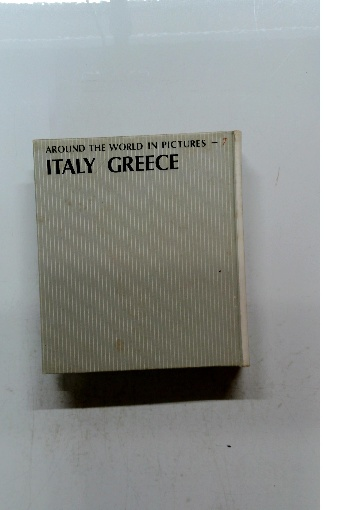 AROUND THE WORLD IN PICTURES – 7
ITALY GREECE